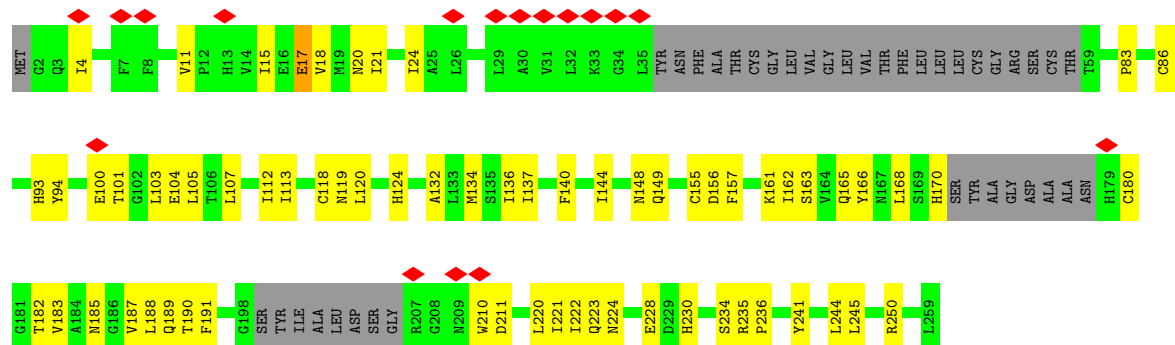 MET G2 Q3 I4 F7 F8 V11 P12 H13 V14 I15 E16 E17 V18 M19 N20 I21 I24 A25 L26 L29 A30 V31 L32 K33 G34 L35 TYR ASN PHE ALA THR CYS GLY LEU VAL GLY LEU VAL THR PHE LEU LEU LEU CYS GLY ARG SER CYS THR T59 P83 C86
H93 Y94 E100 T101 G102 L103 E104 L105 T106 L107 I112 I113 C118 N119 L120 H124 A132 L133 M134 S135 I136 I137 F140 I144 N148 Q149 C155 D156 F157 K161 I162 S163 V164 Q165 Y166 N167 L168 S169 H170 SER TYR ALA GLY ASP ALA ALA ASN H179 C180
G181 T182 V183 A184 N185 G186 V187 L188 Q189 T190 F191 G198 SER TYR ILE ALA LEU ASP SER GLY R207 G208 N209 W210 D211 L220 I221 I222 Q223 N224 E228 D229 H230 S234 R235 P236 Y241 L244 L245 R250 L259